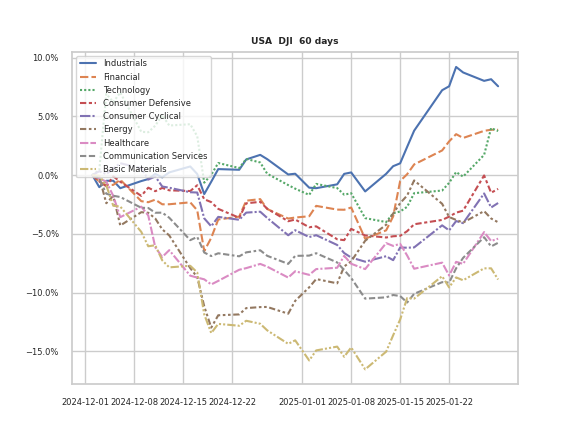 USA DJI 60 days
10.0%
5.0%
0.0%
−5.0%
−10.0%
−15.0%
Industrials
Financial
Technology
Consumer Defensive
Consumer Cyclical
Energy
Healthcare
Communication Services
Basic Materials
2024-12-01 2024-12-08 2024-12-15 2024-12-22 2025-01-01 2025-01-08 2025-01-15 2025-01-22